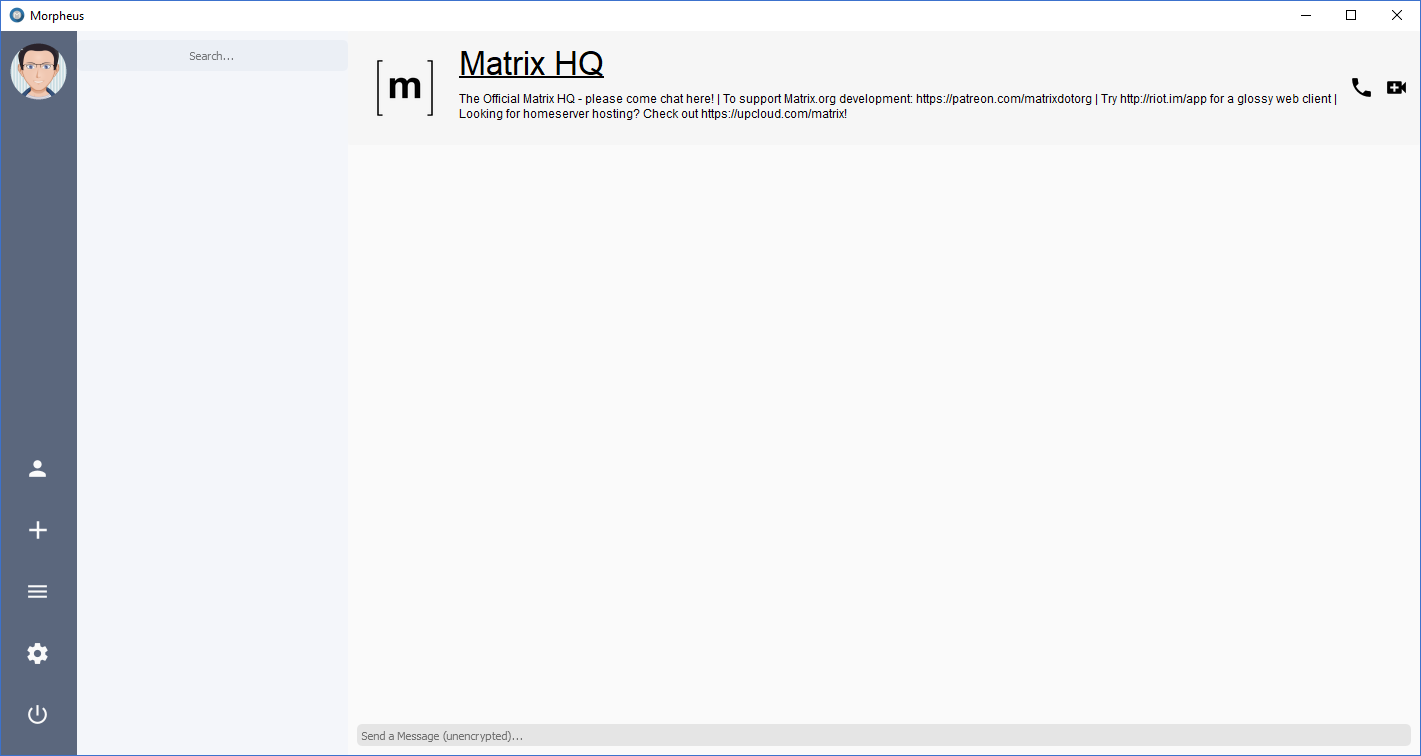 Morpheus
Search...
[m]
Matrix HQ
The Official Matrix HQ - please come chat here! | To support Matrix.org development: https://patreon.com/matrixdotorg | Try http://riot.im/app for a glossy web client |
Looking for homeserver hosting? Check out https://upcloud.com/matrix!
Send a Message (unencrypted)...